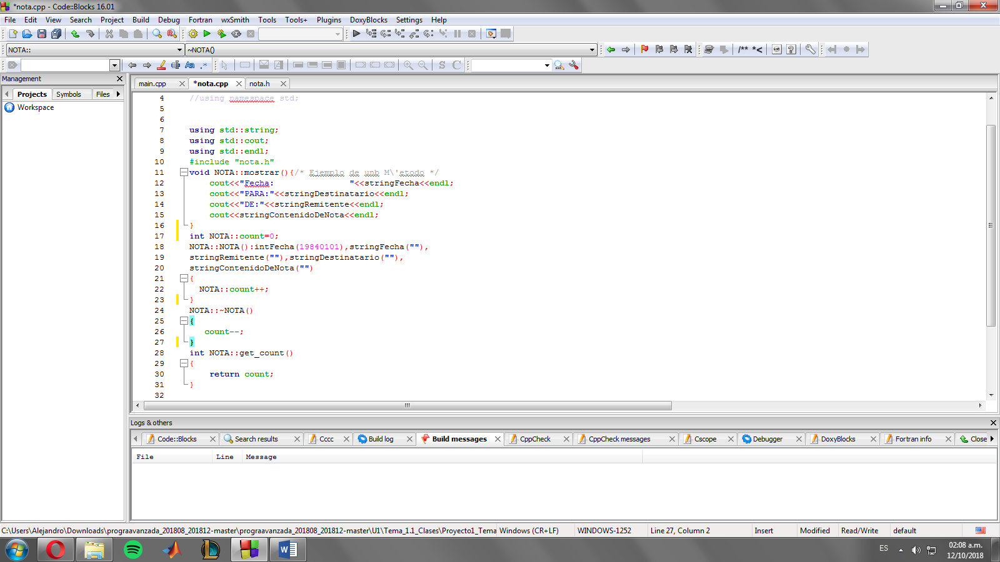 *nota.cpp - Code::Blocks 16.01
File Edit View Search Project Build Debug Fortran wxSmith Tools Tools+ Plugins DoxyBlocks Settings Help
NOTA:: ~NOTA()
/** *<
Aa .*
S C
Management
main.cpp *nota.cpp nota.h
Projects Symbols Files
Workspace
4 //using namespace std;
5
6
7 using std::string;
8 using std::cout;
9 using std::endl;
10 #include "nota.h"
11 void NOTA::mostrar(){/* Ejemplo de unb M\'etodo */
12 cout<<"Fecha: "<<stringFecha<<endl;
13 cout<<"PARA:"<<stringDestinatario<<endl;
14 cout<<"DE:"<<stringRemitente<<endl;
15 cout<<stringContenidoDeNota<<endl;
16 }
17 int NOTA::count=0;
18 NOTA::NOTA():intFecha(19840101),stringFecha(""),
19 stringRemitente(""),stringDestinatario(""),
20 stringContenidoDeNota("")
21 {
22 NOTA::count++;
23 }
24 NOTA::~NOTA()
25 {
26 count--;
27 }
28 int NOTA::get_count()
29 {
30 return count;
31 }
32
Logs & others
Code::Blocks Search results Cccc Build log Build messages CppCheck CppCheck messages Cscope Debugger DoxyBlocks Fortran info Close
File Line Message
C:\Users\Alejandro\Downloads\prograavanzada_201808_201812-master\prograavanzada_201808_201812-master\U1\Tema_1.1_Clases\Proyecto1_Tema Windows (CR+LF) WINDOWS-1252 Line 27, Column 2 Insert Modified Read/Write default
ES 02:08 a.m.
12/10/2018